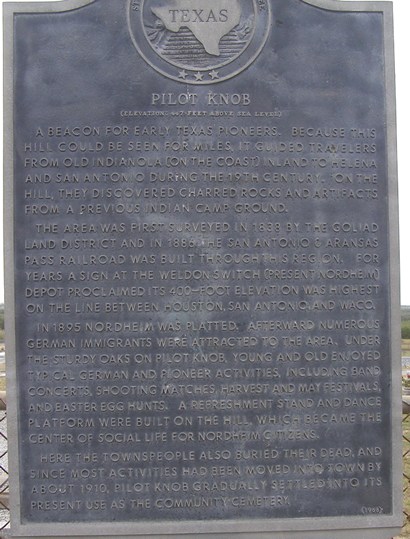 TEXAS
PILOT KNOB
(ELEVATION: 447 FEET ABOVE SEA LEVEL)
A BEACON FOR EARLY TEXAS PIONEERS. BECAUSE THIS
HILL COULD BE SEEN FOR MILES, IT GUIDED TRAVELERS
FROM OLD INDIANOLA (ON THE COAST) INLAND TO HELENA
AND SAN ANTONIO DURING THE 19TH CENTURY. ON THE
HILL, THEY DISCOVERED CHARRED ROCKS AND ARTIFACTS
FROM A PREVIOUS INDIAN CAMP GROUND.
THE AREA WAS FIRST SURVEYED IN 1838 BY THE GOLIAD
LAND DISTRICT AND IN 1886 THE SAN ANTONIO & ARANSAS
PASS RAILROAD WAS BUILT THROUGH THIS REGION. FOR
YEARS A SIGN AT THE WELDON SWITCH (PRESENT NORDHEIM)
DEPOT PROCLAIMED ITS 400-FOOT ELEVATION WAS HIGHEST
ON THE LINE BETWEEN HOUSTON, SAN ANTONIO, AND WACO.
IN 1895 NORDHEIM WAS PLATTED. AFTERWARD NUMEROUS
GERMAN IMMIGRANTS WERE ATTRACTED TO THE AREA. UNDER
THE STURDY OAKS ON PILOT KNOB, YOUNG AND OLD ENJOYED
TYPICAL GERMAN AND PIONEER ACTIVITIES, INCLUDING BAND
CONCERTS, SHOOTING MATCHES, HARVEST AND MAY FESTIVALS,
AND EASTER EGG HUNTS. A REFRESHMENT STAND AND DANCE
PLATFORM WERE BUILT ON THE HILL, WHICH BECAME THE
CENTER OF SOCIAL LIFE FOR NORDHEIM CITIZENS.
HERE THE TOWNSPEOPLE ALSO BURIED THEIR DEAD, AND
SINCE MOST ACTIVITIES HAD BEEN MOVED INTO TOWN BY
ABOUT 1910, PILOT KNOB GRADUALLY SETTLED INTO ITS
PRESENT USE AS THE COMMUNITY CEMETERY.